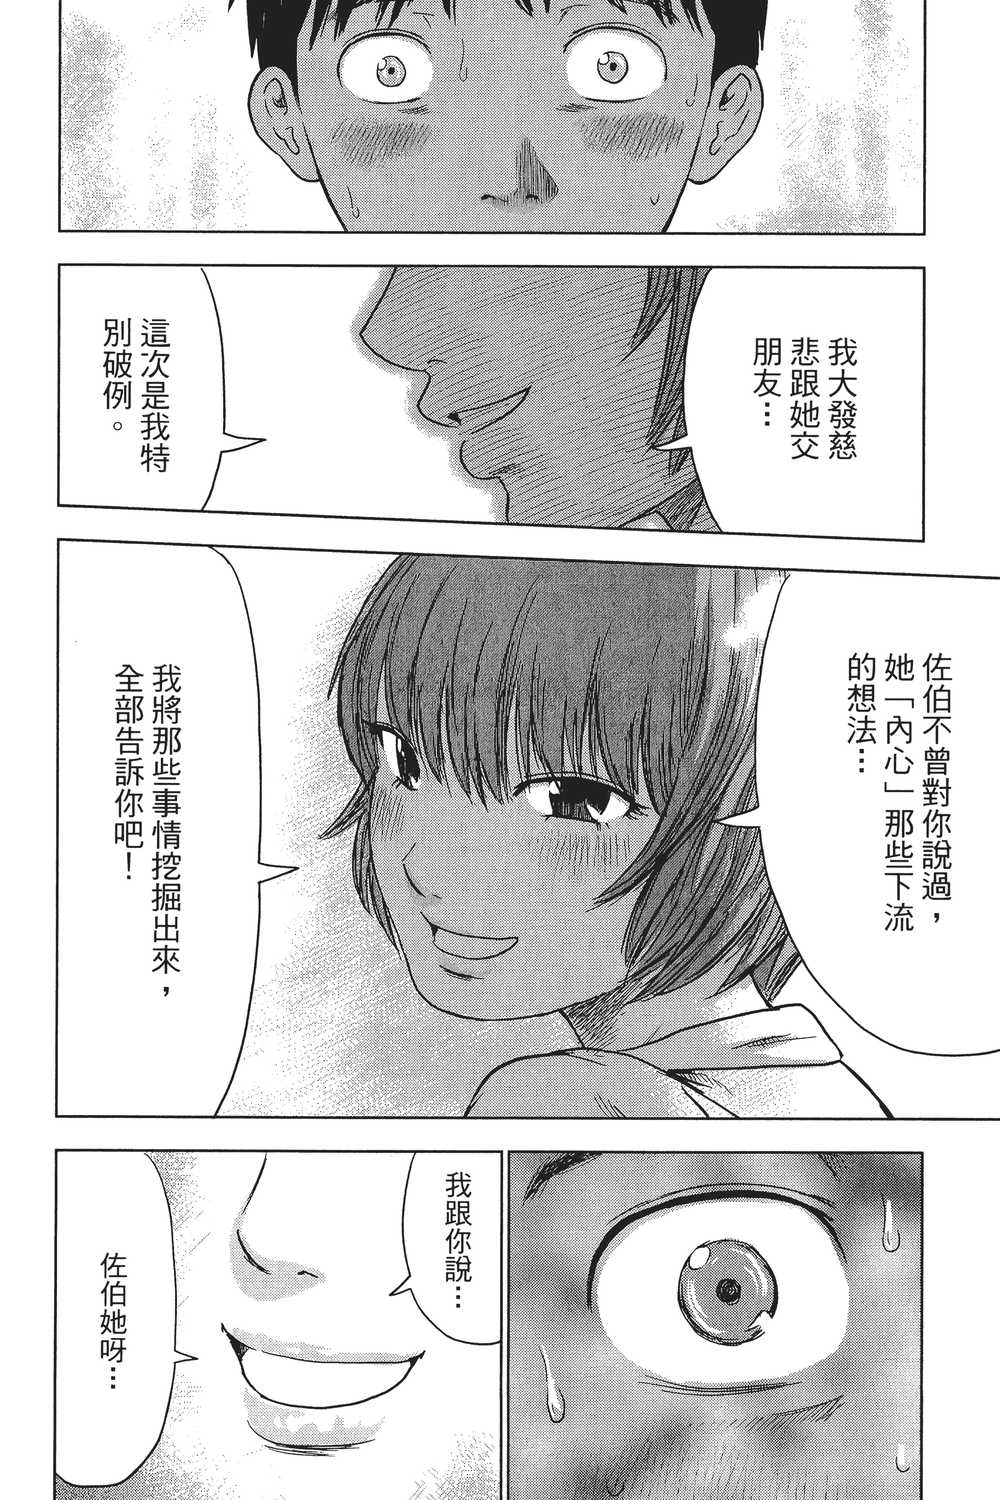 我大發慈
悲跟她交
朋友…
這次是我特
別破例。
佐伯不曾對你說過，
她「內心」那些下流
的想法…
我將那些事情挖掘出來，
全部告訴你吧！
我跟你說…
佐伯她呀…